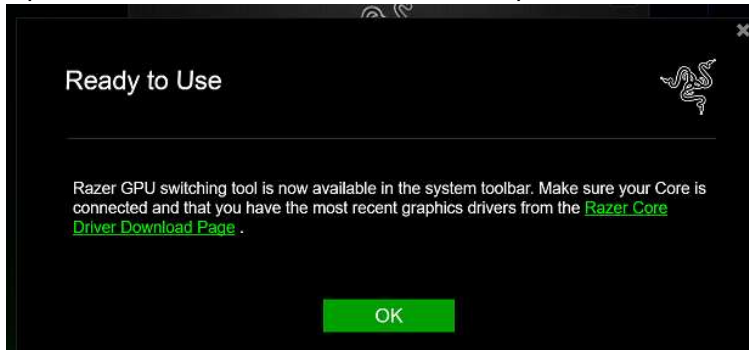 Ready to Use
Razer GPU switching tool is now available in the system toolbar. Make sure your Core is
connected and that you have the most recent graphics drivers from the Razer Core
Driver Download Page .
OK